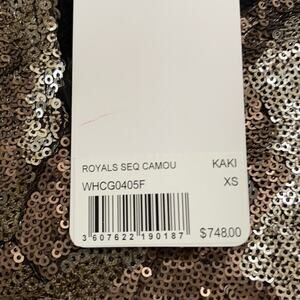 ROYALS SEQ CAMOU KAKI
WHCG0405F XS
3 607622 190187 $748.00